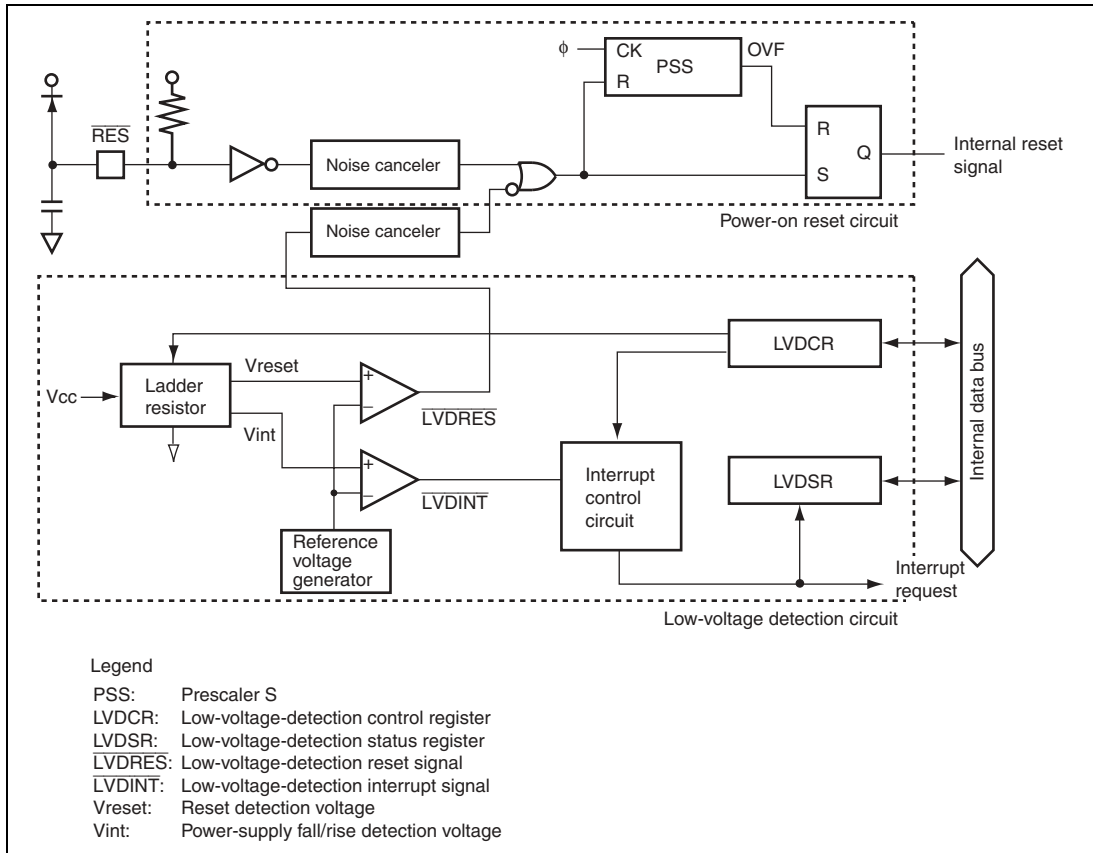 φ
CK
PSS
R
OVF
RES
Noise canceler
R
Q
S
Internal reset
signal
Noise canceler
Power-on reset circuit
Vcc
Ladder
resistor
Vreset
Vint
+
−
LVDRES
+
−
LVDINT
Reference
voltage
generator
LVDCR
Interrupt
control
circuit
LVDSR
Internal data bus
Interrupt
request
Low-voltage detection circuit
Legend
PSS: Prescaler S
LVDCR: Low-voltage-detection control register
LVDSR: Low-voltage-detection status register
LVDRES: Low-voltage-detection reset signal
LVDINT: Low-voltage-detection interrupt signal
Vreset: Reset detection voltage
Vint: Power-supply fall/rise detection voltage